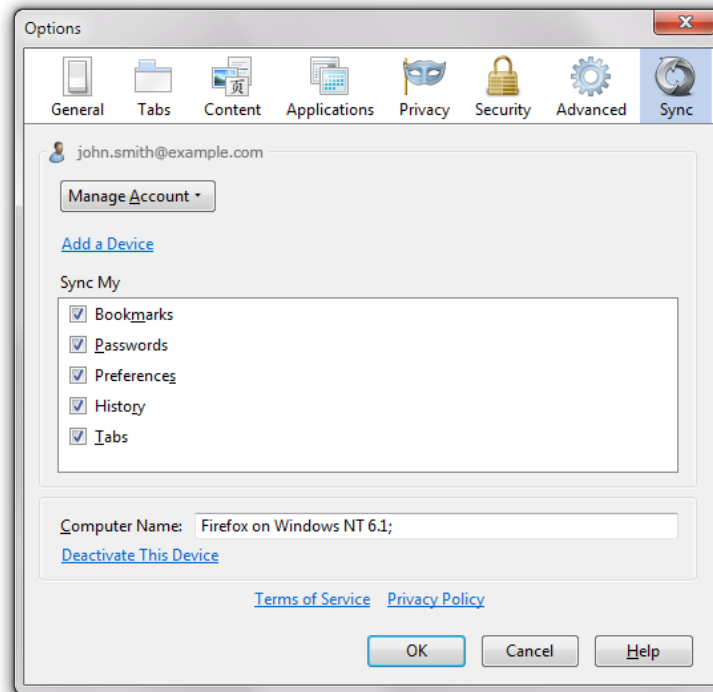 Options
General Tabs Content Applications Privacy Security Advanced Sync
john.smith@example.com
Manage Account
Add a Device
Sync My
Bookmarks
Passwords
Preferences
History
Tabs
Computer Name: Firefox on Windows NT 6.1;
Deactivate This Device
Terms of Service Privacy Policy
OK Cancel Help